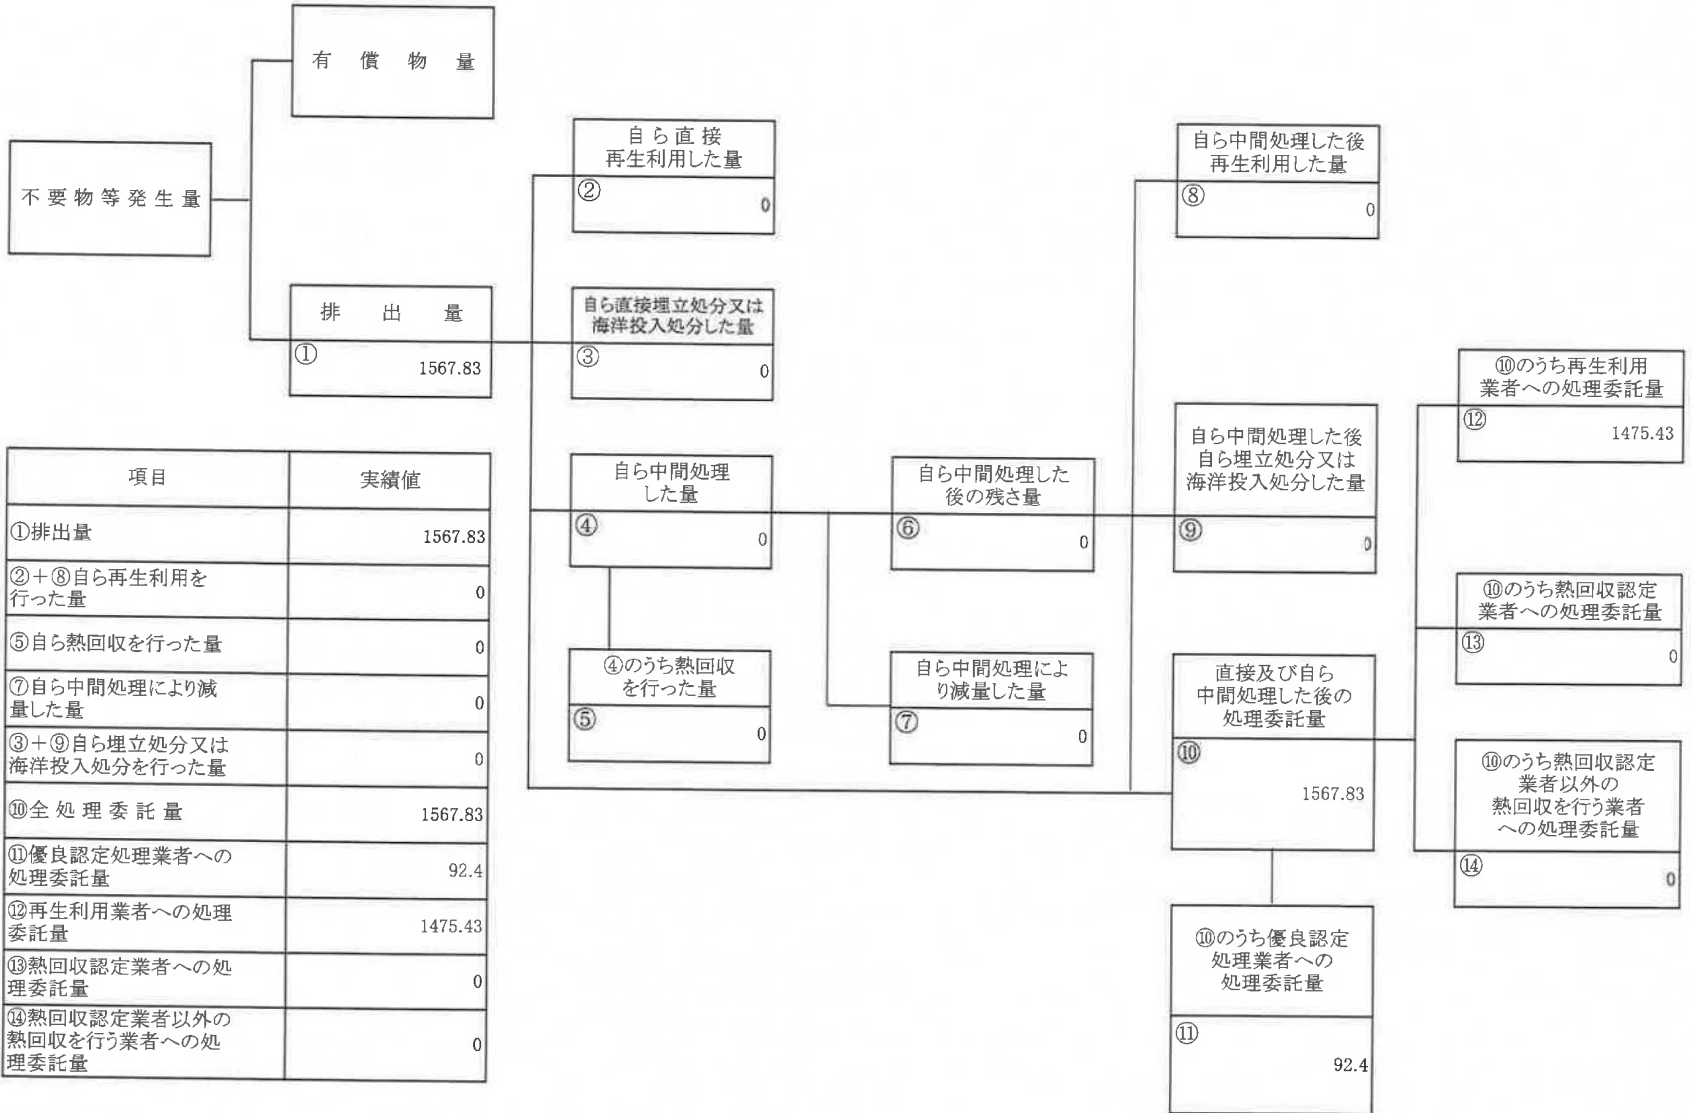 有償物量
不要物等発生量
排出量
①
1567.83
自ら直接
再生利用した量
②
0
自ら直接埋立処分又は
海洋投入処分した量
③
0
自ら中間処理
した量
④
0
④のうち熱回収
を行った量
⑤
0
自ら中間処理した
後の残さ量
⑥
0
自ら中間処理によ
り減量した量
⑦
0
自ら中間処理した後
再生利用した量
⑧
0
自ら中間処理した後
自ら埋立処分又は
海洋投入処分した量
⑨
0
直接及び自ら
中間処理した後の
処理委託量
⑩
1567.83
⑩のうち優良認定
処理業者への
処理委託量
⑪
92.4
⑩のうち再生利用
業者への処理委託量
⑫
1475.43
⑩のうち熱回収認定
業者への処理委託量
⑬
0
⑩のうち熱回収認定
業者以外の
熱回収を行う業者
への処理委託量
⑭
0
項目
実績値
①排出量
1567.83
②+⑧自ら再生利用を
行った量
0
⑤自ら熱回収を行った量
0
⑦自ら中間処理により減
量した量
0
③+⑨自ら埋立処分又は
海洋投入処分を行った量
0
⑩全処理委託量
1567.83
⑪優良認定処理業者への
処理委託量
92.4
⑫再生利用業者への処理
委託量
1475.43
⑬熱回収認定業者への処
理委託量
0
⑭熱回収認定業者以外の
熱回収を行う業者への処
理委託量
0